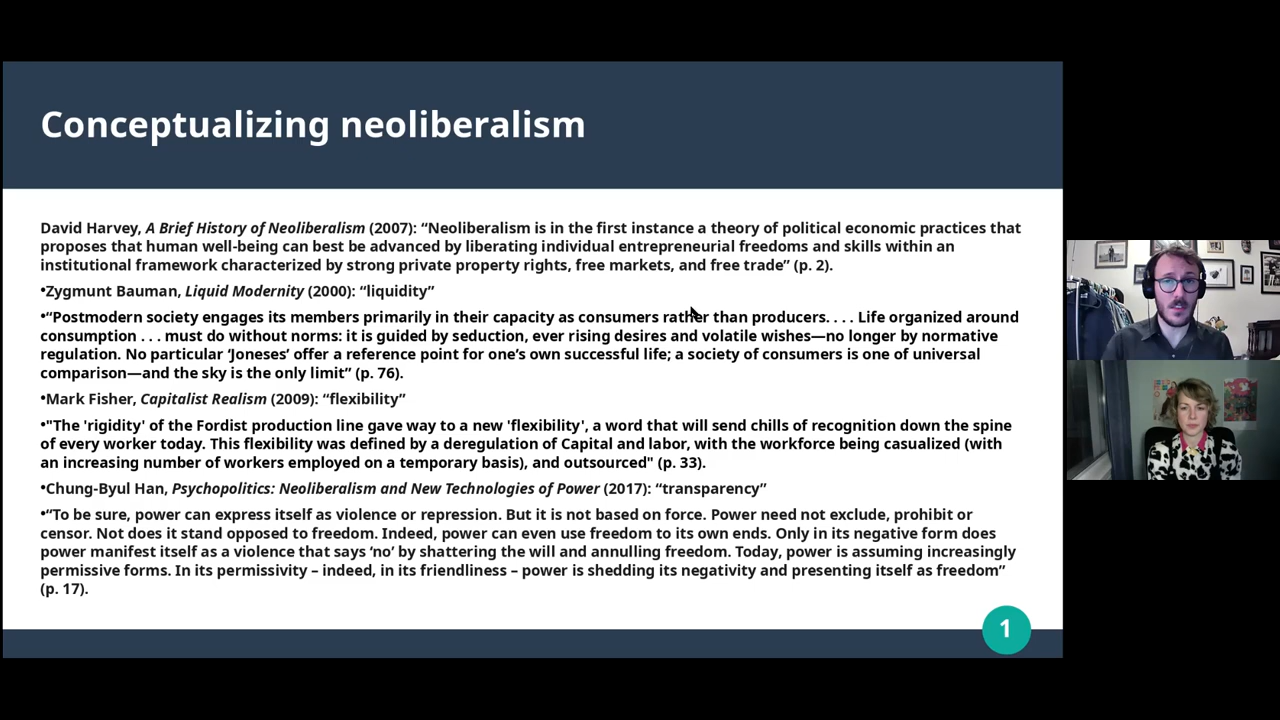 Conceptualizing neoliberalism
David Harvey, A Brief History of Neoliberalism (2007): “Neoliberalism is in the first instance a theory of political economic practices that
proposes that human well-being can best be advanced by liberating individual entrepreneurial freedoms and skills within an
institutional framework characterized by strong private property rights, free markets, and free trade” (p. 2).
•Zygmunt Bauman, Liquid Modernity (2000): “liquidity”
•“Postmodern society engages its members primarily in their capacity as consumers rather than producers. . . . Life organized around
consumption . . . must do without norms: it is guided by seduction, ever rising desires and volatile wishes—no longer by normative
regulation. No particular ‘Joneses’ offer a reference point for one’s own successful life; a society of consumers is one of universal
comparison—and the sky is the only limit” (p. 76).
•Mark Fisher, Capitalist Realism (2009): “flexibility”
•"The 'rigidity' of the Fordist production line gave way to a new 'flexibility', a word that will send chills of recognition down the spine
of every worker today. This flexibility was defined by a deregulation of Capital and labor, with the workforce being casualized (with
an increasing number of workers employed on a temporary basis), and outsourced" (p. 33).
•Chung-Byul Han, Psychopolitics: Neoliberalism and New Technologies of Power (2017): “transparency”
•“To be sure, power can express itself as violence or repression. But it is not based on force. Power need not exclude, prohibit or
censor. Not does it stand opposed to freedom. Indeed, power can even use freedom to its own ends. Only in its negative form does
power manifest itself as a violence that says ‘no’ by shattering the will and annulling freedom. Today, power is assuming increasingly
permissive forms. In its permissivity – indeed, in its friendliness – power is shedding its negativity and presenting itself as freedom”
(p. 17).
1